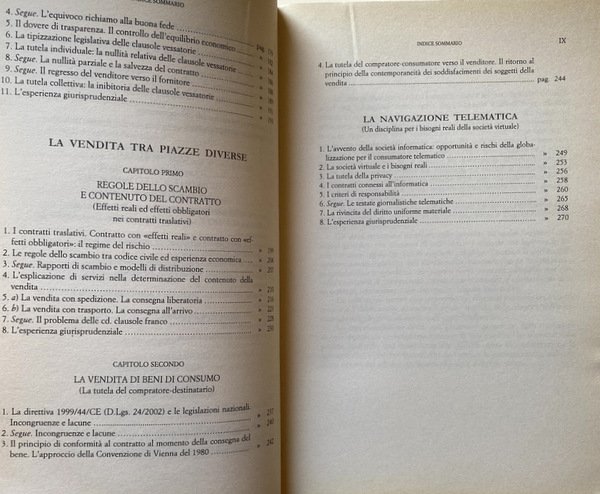 INDICE SOMMARIO
4. Segue. L'equivoco richiamo alla buona fede
5. Il dovere di trasparenza. Il controllo dell'equilibrio economico
6. La tipizzazione legislativa delle clausole vessatorie
7. La tutela individuale: la nullità relativa delle clausole vessatorie
8. Segue. La nullità parziale e la salvezza del contratto
9. Segue. Il regresso del venditore verso il fornitore
10. La tutela collettiva: la inibitoria delle clausole vessatorie
11. L'esperienza giurisprudenziale
LA VENDITA TRA PIAZZE DIVERSE
CAPITOLO PRIMO
REGOLE DELLO SCAMBIO
E CONTENUTO DEL CONTRATTO
(Effetti reali ed effetti obbligatori
nei contratti traslativi)
1. I contratti traslativi. Contratto con «effetti reali» e contratto con «ef-
fetti obbligatori»: il regime del rischio
2. Le regole dello scambio tra codice civile ed esperienza economica
3. Segue. Rapporti di scambio e modelli di distribuzione
4. L'esplicazione di servizi nella determinazione del contenuto della
vendita
5. a) La vendita con spedizione. La consegna liberatoria
6. b) La vendita con trasporto. La consegna all'arrivo
7. Segue. Il problema delle cd. clausole franco
8. L'esperienza giurisprudenziale
CAPITOLO SECONDO
LA VENDITA DI BENI DI CONSUMO
(La tutela del compratore-destinatario)
1. La direttiva 1999/44/CE (D.Lgs. 24/2002) e le legislazioni nazionali.
Incongruenze e lacune » 237
2. Segue. Incongruenze e lacune » 240
3. Il principio di conformità al contratto al momento della consegna del
bene. L'approccio della Convenzione di Vienna del 1980 » 242
INDICE SOMMARIO IX
4. La tutela del compratore-consumatore verso il venditore. Il ritorno al
principio della contemporaneità dei soddisfacimenti dei soggetti della
vendita pag. 244
LA NAVIGAZIONE TELEMATICA
(Un disciplina per i bisogni reali della società virtuale)
1. L'avvento della società informatica: opportunità e rischi della globa-
lizzazione per il consumatore telematico » 249
2. La società virtuale e i bisogni reali » 253
3. La tutela della privacy » 256
4. I contratti connessi all'informatica » 258
5. I criteri di responsabilità » 260
6. Segue. Le testate giornalistiche telematiche » 265
7. La rivincita del diritto uniforme materiale » 268
8. L'esperienza giurisprudenziale » 270